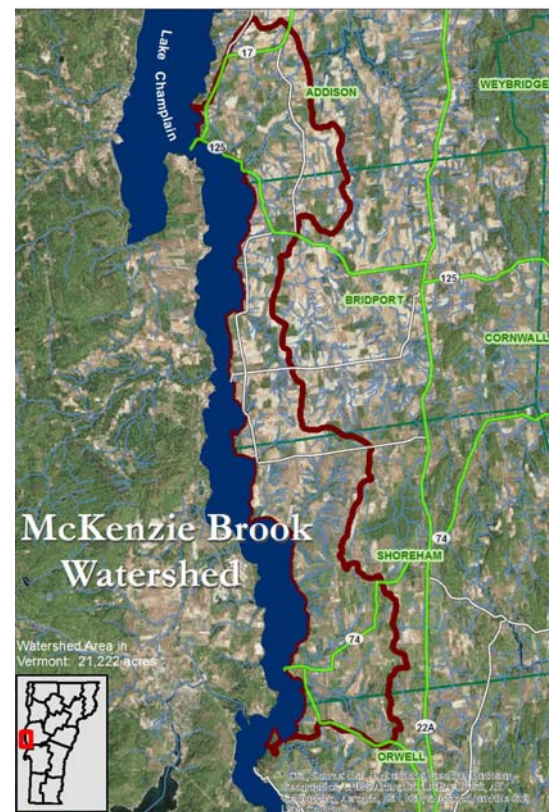 Lake Champlain
17
ADDISON
WEYBRIDGE
125
125
BRIDPORT
CORNWALL
McKenzie Brook
Watershed
SHOREHAM
74
74
Watershed Area in
Vermont: 21,222 acres
22A
ORWELL